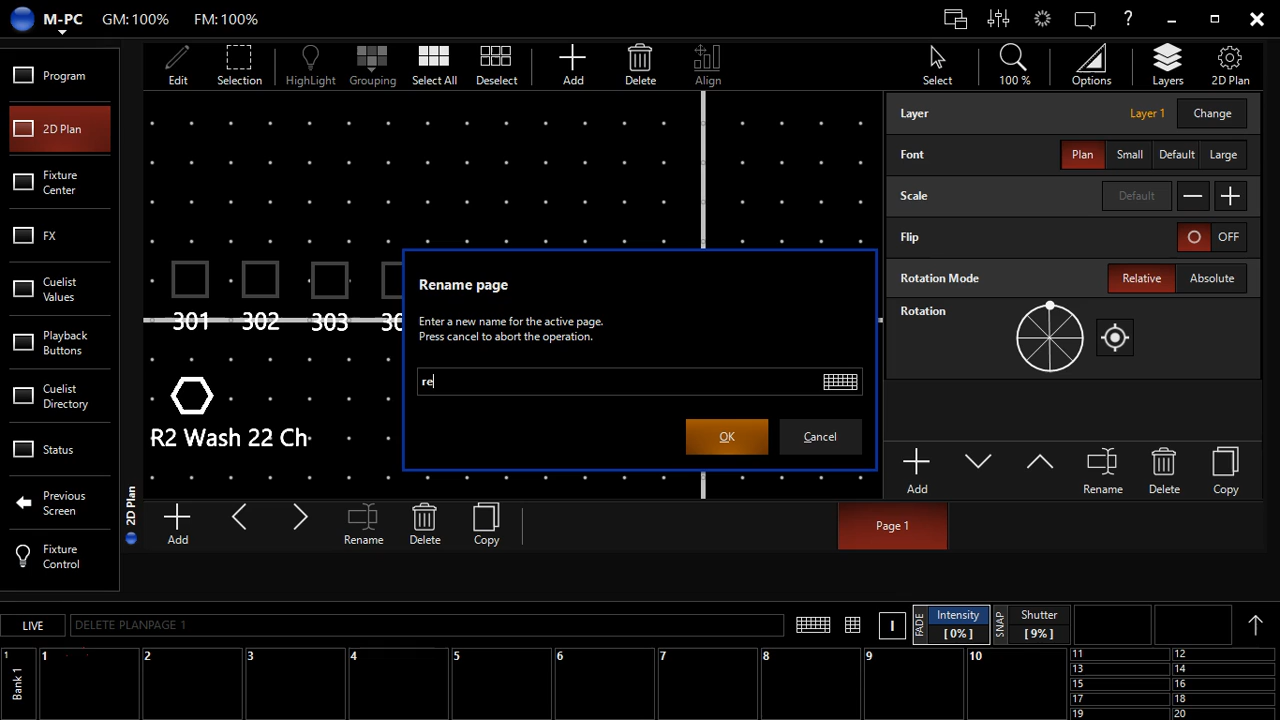 M-PC GM: 100% FM: 100%
Program
2D Plan
Fixture
Center
FX
Cuelist
Values
Playback
Buttons
Cuelist
Directory
Status
Previous
Screen
Fixture
Control
Edit Selection HighLight Grouping Select All Deselect Add Delete Align Select 100 % Options Layers 2D Plan
301 302 303 30
R2 Wash 22 Ch
Rename page
Enter a new name for the active page.
Press cancel to abort the operation.
re
OK Cancel
Layer Layer 1 Change
Font Plan Small Default Large
Scale Default
Flip OFF
Rotation Mode Relative Absolute
Rotation
Add Rename Delete Copy
2D Plan
Add Rename Delete Copy
Page 1
LIVE DELETE PLANPAGE 1
I
FADE Intensity [0%]
SNAP Shutter [9%]
1 Bank 1
1 2 3 4 5 6 7 8 9 10
11 12
13 14
15 16
17 18
19 20